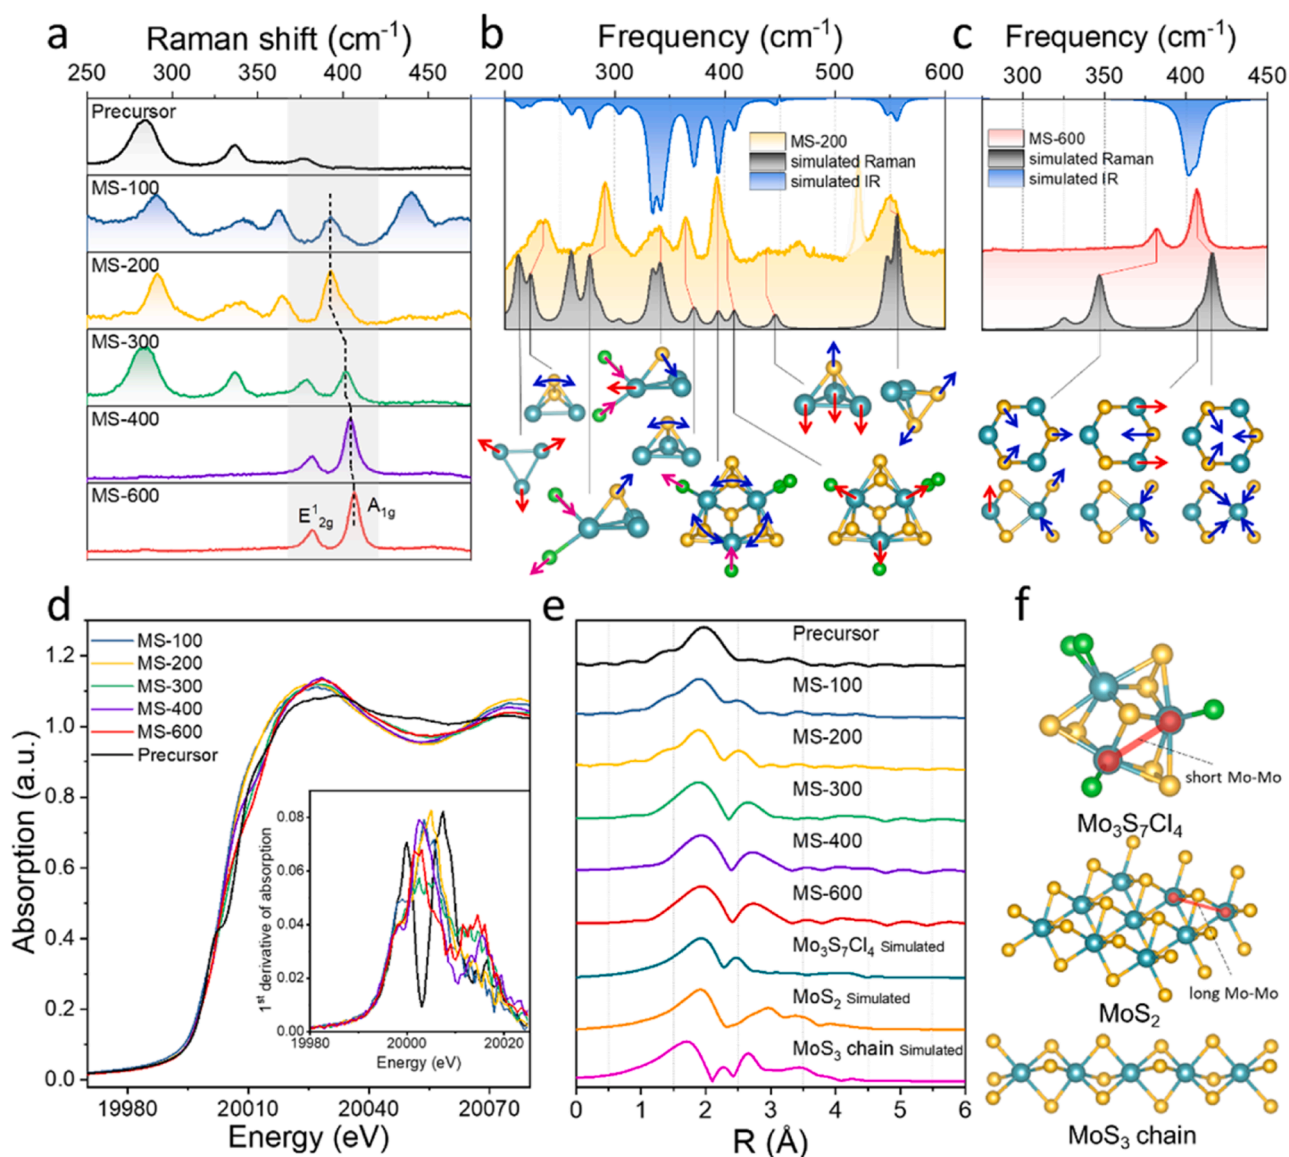 a
Raman shift (cm-1)
250 300 350 400 450
Precursor
MS-100
MS-200
MS-300
MS-400
MS-600
E12g
A1g
b
Frequency (cm-1)
200 300 400 500 600
MS-200
simulated Raman
simulated IR
c
Frequency (cm-1)
300 350 400 450
MS-600
simulated Raman
simulated IR
d
Absorption (a.u.)
1.2
1.0
0.8
0.6
0.4
0.2
0.0
MS-100
MS-200
MS-300
MS-400
MS-600
Precursor
1st derivative of absorption
0.08
0.06
0.04
0.02
0.00
19980 20000 20020
Energy (eV)
19980 20010 20040 20070
Energy (eV)
e
Precursor
MS-100
MS-200
MS-300
MS-400
MS-600
Mo3S7Cl4 Simulated
MoS2 Simulated
MoS3 chain Simulated
0 1 2 3 4 5 6
R (Å)
f
short Mo-Mo
Mo3S7Cl4
long Mo-Mo
MoS2
MoS3 chain